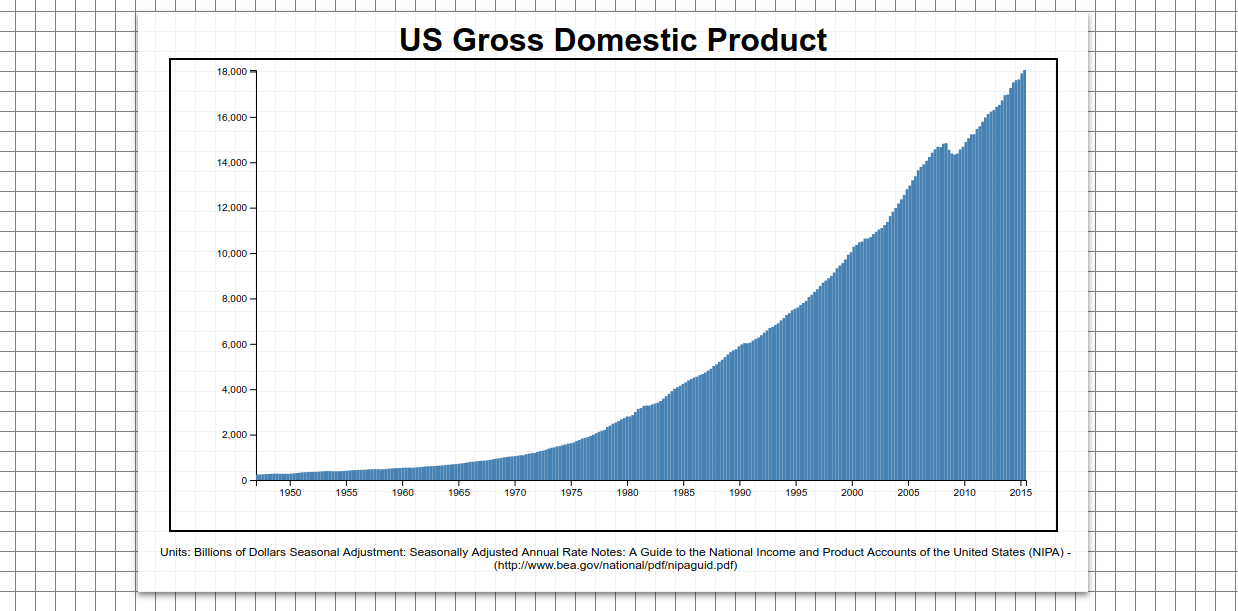 US Gross Domestic Product
18,000
16,000
14,000
12,000
10,000
8,000
6,000
4,000
2,000
0
1950 1955 1960 1965 1970 1975 1980 1985 1990 1995 2000 2005 2010 2015
Units: Billions of Dollars Seasonal Adjustment: Seasonally Adjusted Annual Rate Notes: A Guide to the National Income and Product Accounts of the United States (NIPA) -
(http://www.bea.gov/national/pdf/nipaguid.pdf)